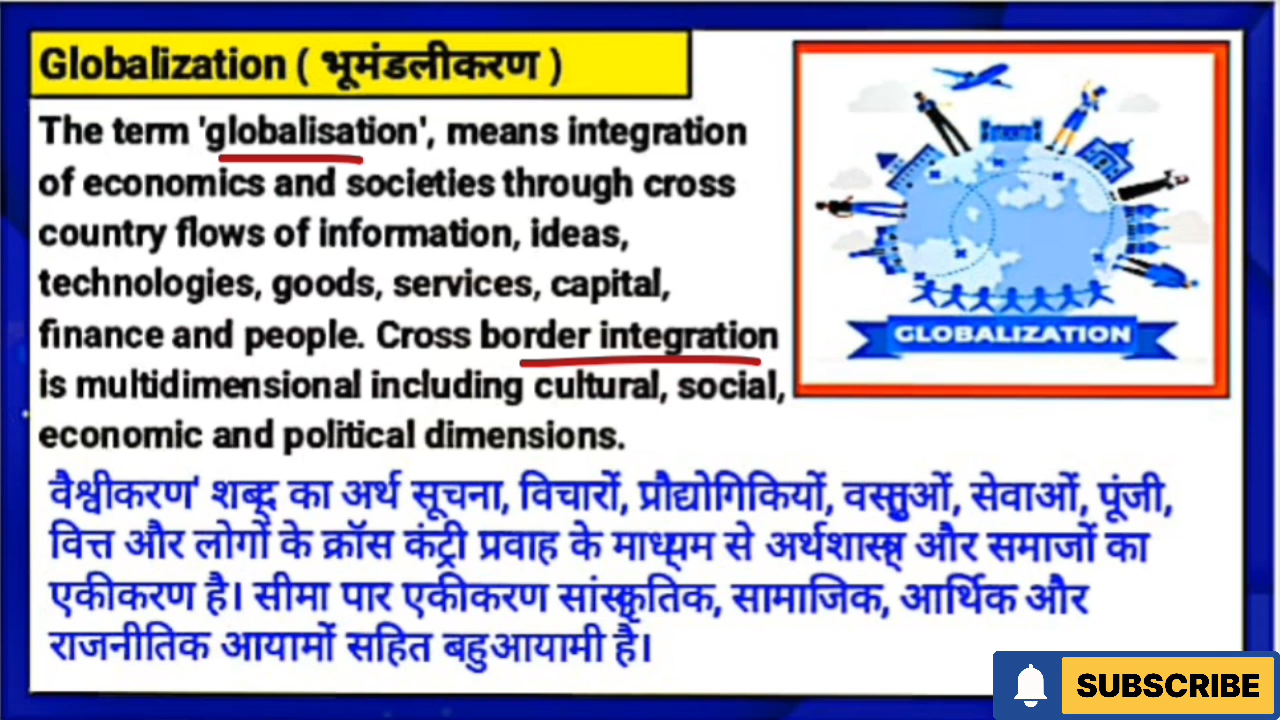 Globalization ( भूमंडलीकरण )
The term 'globalisation', means integration
of economics and societies through cross
country flows of information, ideas,
technologies, goods, services, capital,
finance and people. Cross border integration
is multidimensional including cultural, social,
economic and political dimensions.
GLOBALIZATION
वैश्वीकरण' शब्द का अर्थ सूचना, विचारों, प्रौद्योगिकियों, वस्तुओं, सेवाओं, पूंजी,
वित्त और लोगों के क्रॉस कंट्री प्रवाह के माध्यम से अर्थशास्त्र और समाजों का
एकीकरण है। सीमा पार एकीकरण सांस्कृतिक, सामाजिक, आर्थिक और
राजनीतिक आयामों सहित बहुआयामी है।
SUBSCRIBE